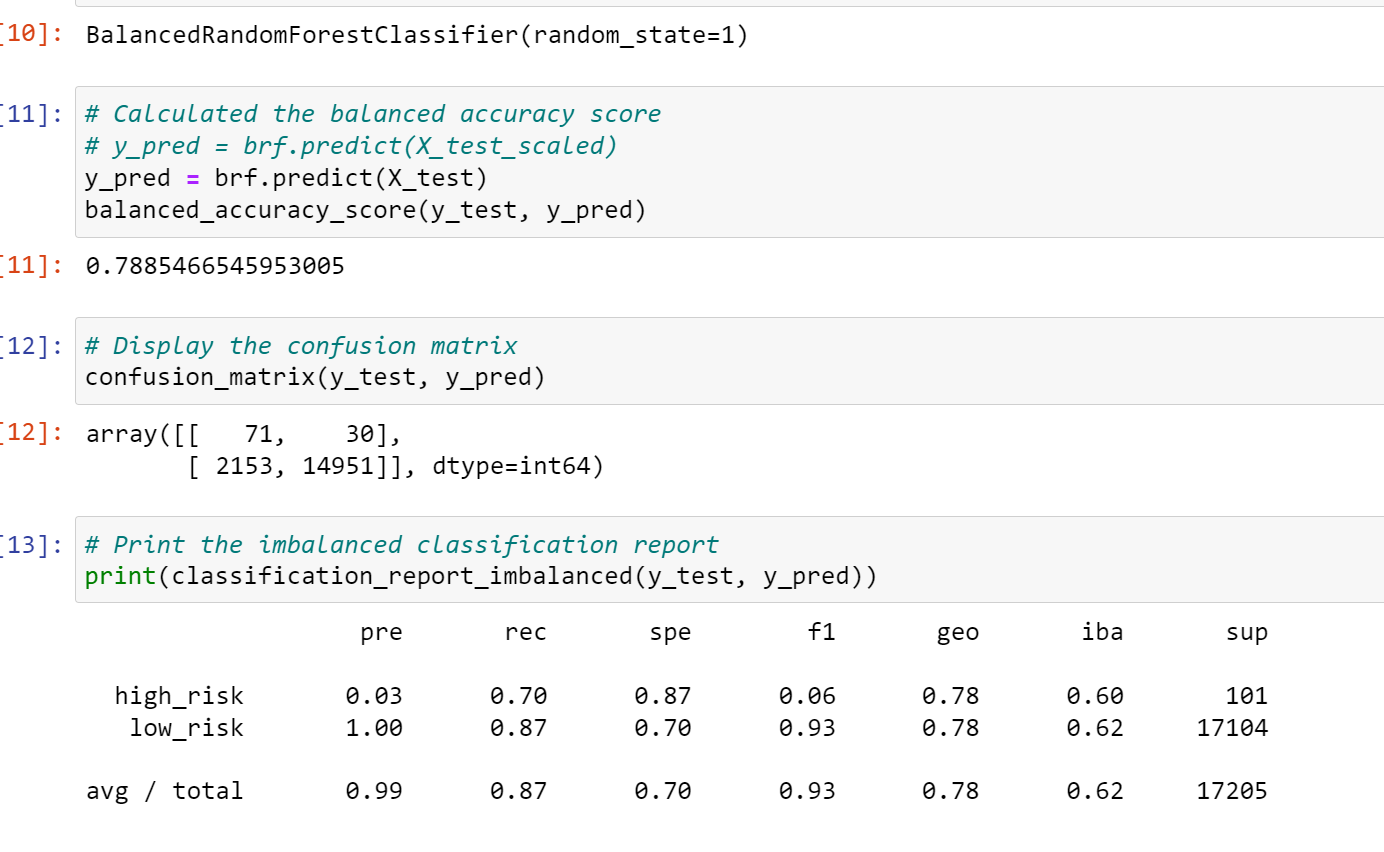 [10]: BalancedRandomForestClassifier(random_state=1)
[11]: # Calculated the balanced accuracy score
# y_pred = brf.predict(X_test_scaled)
y_pred = brf.predict(X_test)
balanced_accuracy_score(y_test, y_pred)
[11]: 0.7885466545953005
[12]: # Display the confusion matrix
confusion_matrix(y_test, y_pred)
[12]: array([[   71,    30],
       [ 2153, 14951]], dtype=int64)
[13]: # Print the imbalanced classification report
print(classification_report_imbalanced(y_test, y_pred))
pre rec spe f1 geo iba sup
high_risk 0.03 0.70 0.87 0.06 0.78 0.60 101
low_risk 1.00 0.87 0.70 0.93 0.78 0.62 17104
avg / total 0.99 0.87 0.70 0.93 0.78 0.62 17205